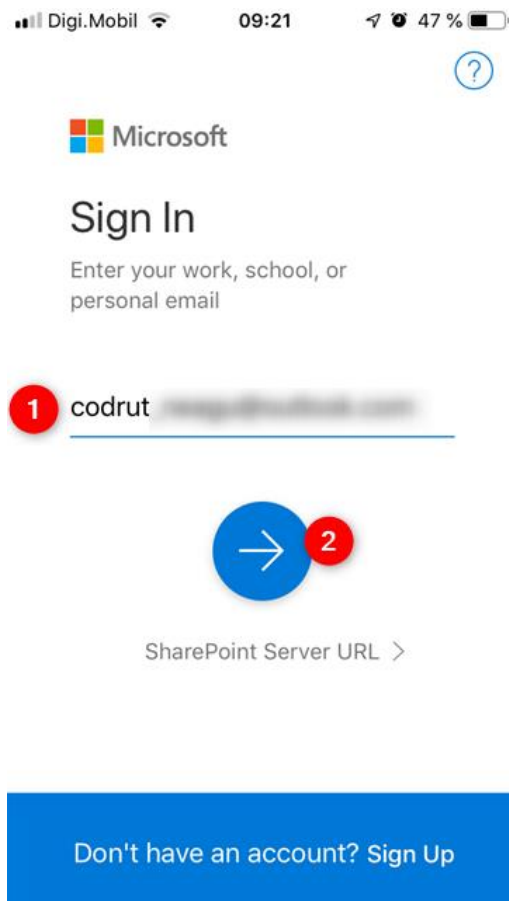 Digi.Mobil 09:21 47 %
?
Microsoft
Sign In
Enter your work, school, or
personal email
1 codrut
2
SharePoint Server URL >
Don't have an account? Sign Up